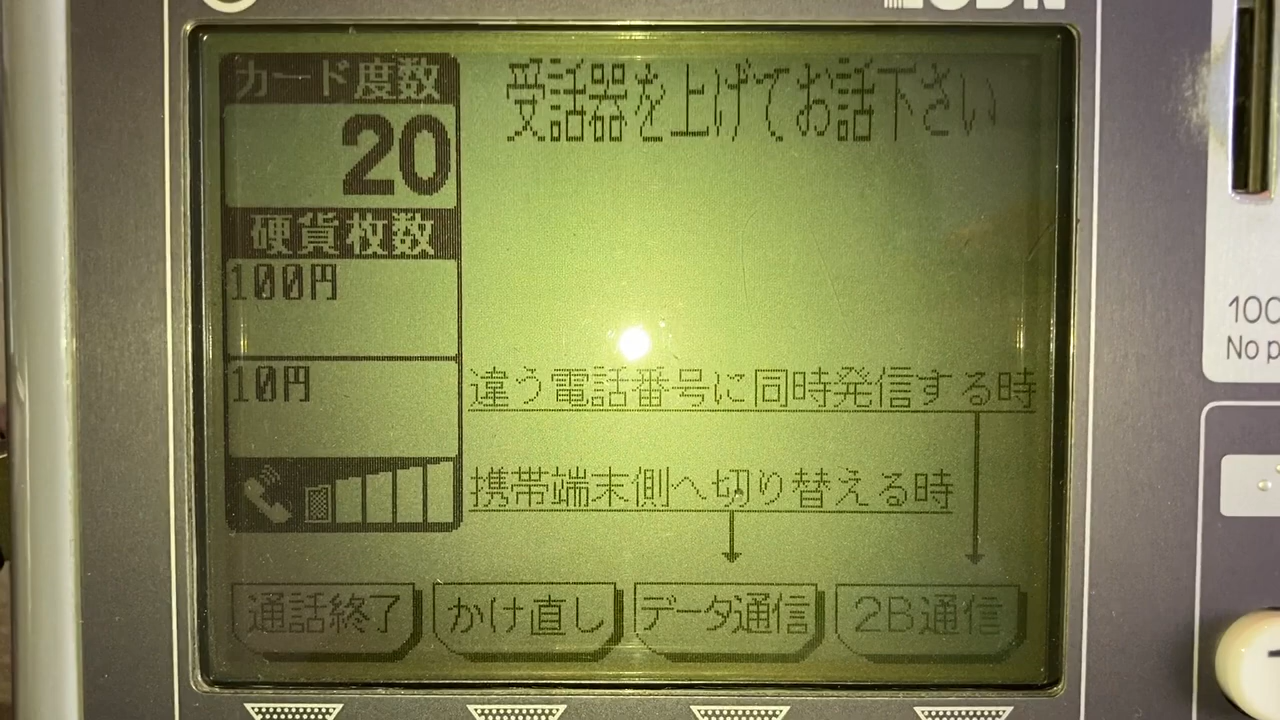 カード度数
20
硬貨枚数
100円
10円
受話器を上げてお話下さい
違う電話番号に同時発信する時
携帯端末側へ切り替える時
通話終了
かけ直し
データ通信
2B通信
No p